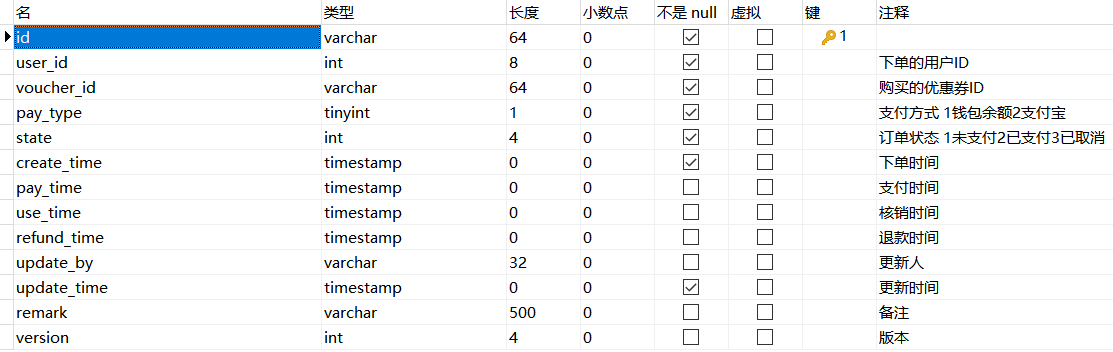 名 类型 长度 小数点 不是 null 虚拟 键 注释
id varchar 64 0 1
user_id int 8 0 下单的用户ID
voucher_id varchar 64 0 购买的优惠券ID
pay_type tinyint 1 0 支付方式 1钱包余额2支付宝
state int 4 0 订单状态 1未支付2已支付3已取消
create_time timestamp 0 0 下单时间
pay_time timestamp 0 0 支付时间
use_time timestamp 0 0 核销时间
refund_time timestamp 0 0 退款时间
update_by varchar 32 0 更新人
update_time timestamp 0 0 更新时间
remark varchar 500 0 备注
version int 4 0 版本